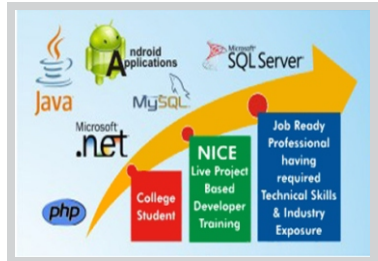 Android
Applications
Microsoft
SQL Server
Java
MySQL
Microsoft
.net
php
College
Student
NICE
Live Project
Based
Developer
Training
Job Ready
Professional
having
required
Technical Skills
& Industry
Exposure